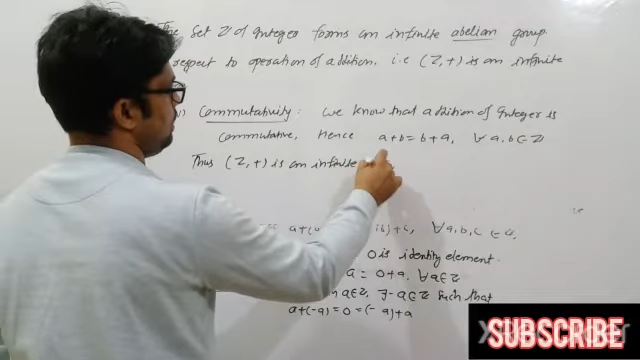 The set Z of Integer forms an infinite abelian group.
respect to operation of addition. i.e (Z,+) is an infinite
Commutativity: We know that addition of Integer is
Commutative, Hence a+b=b+a, ∀ a,b∈Z
Thus (Z,+) is an infinite
)+c, ∀a,b,c ∈
0 is identity element.
a = 0+a, ∀a∈Z
a∈Z, ∃-a∈Z such that
a+(-a)=0=(-a)+a
SUBSCRIBE